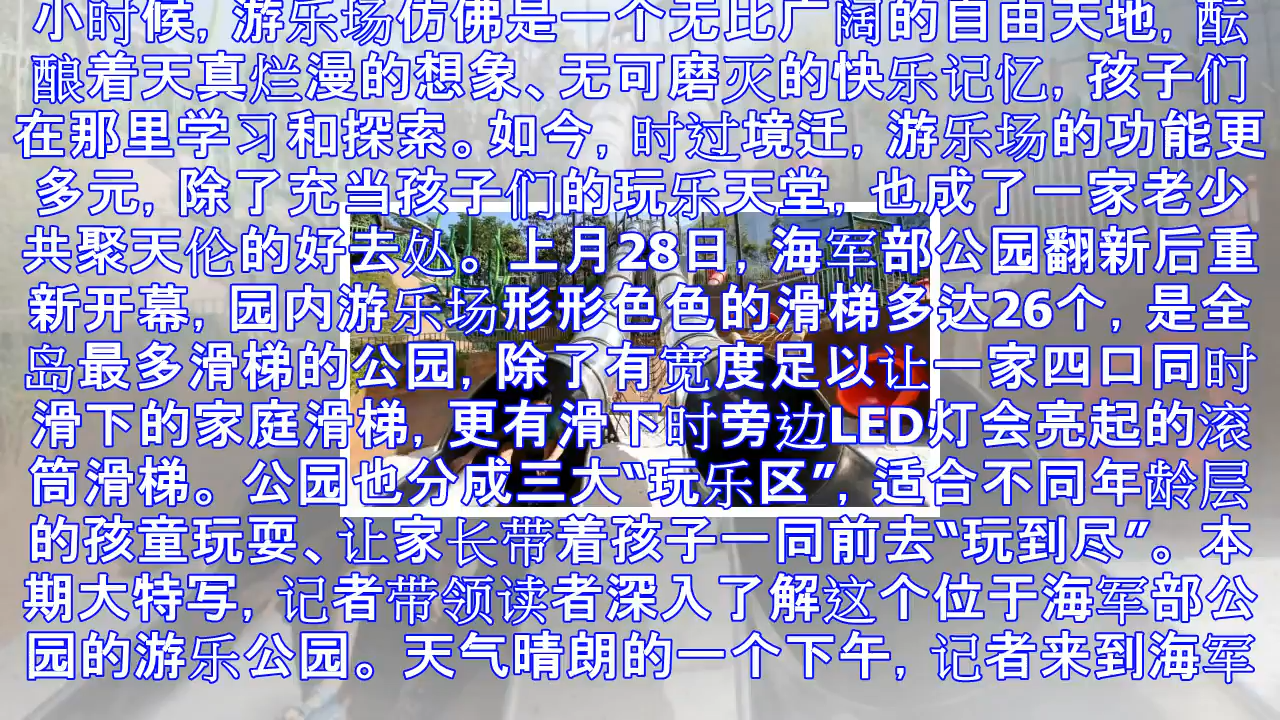 小时候, 游乐场仿佛是一个无比广阔的自由天地, 酝
酿着天真烂漫的想象、无可磨灭的快乐记忆, 孩子们
在那里学习和探索。如今, 时过境迁, 游乐场的功能更
多元, 除了充当孩子们的玩乐天堂, 也成了一家老少
共聚天伦的好去处。上月28日, 海军部公园翻新后重
新开幕, 园内游乐场形形色色的滑梯多达26个, 是全
岛最多滑梯的公园, 除了有宽度足以让一家四口同时
滑下的家庭滑梯, 更有滑下时旁边LED灯会亮起的滚
筒滑梯。公园也分成三大“玩乐区”, 适合不同年龄层
的孩童玩耍、让家长带着孩子一同前去“玩到尽”。本
期大特写, 记者带领读者深入了解这个位于海军部公
园的游乐公园。天气晴朗的一个下午, 记者来到海军